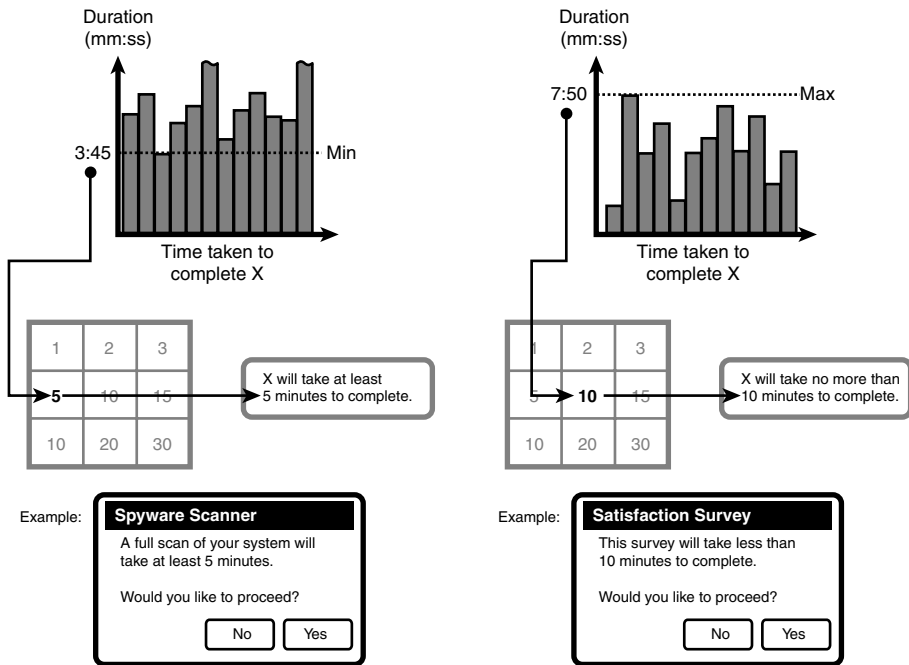 Duration
(mm:ss)
3:45
Min
Time taken to
complete X
1 2 3
5 10 15
10 20 30
X will take at least
5 minutes to complete.
Example:
Spyware Scanner
A full scan of your system will
take at least 5 minutes.
Would you like to proceed?
No Yes
Duration
(mm:ss)
7:50
Max
Time taken to
complete X
1 2 3
5 10 15
10 20 30
X will take no more than
10 minutes to complete.
Example:
Satisfaction Survey
This survey will take less than
10 minutes to complete.
Would you like to proceed?
No Yes